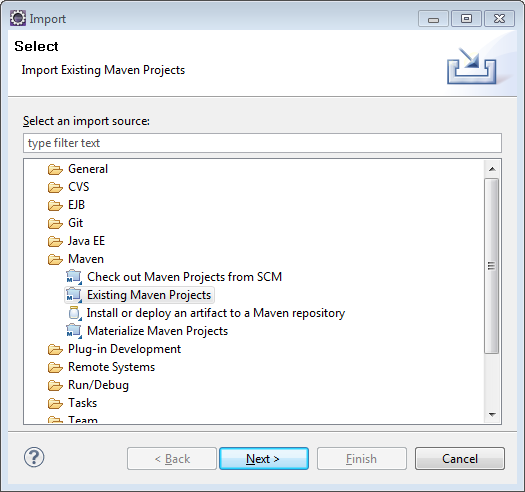 Import
Select
Import Existing Maven Projects
Select an import source:
type filter text
General
CVS
EJB
Git
Java EE
Maven
Check out Maven Projects from SCM
Existing Maven Projects
Install or deploy an artifact to a Maven repository
Materialize Maven Projects
Plug-in Development
Remote Systems
Run/Debug
Tasks
Team
? < Back Next > Finish Cancel